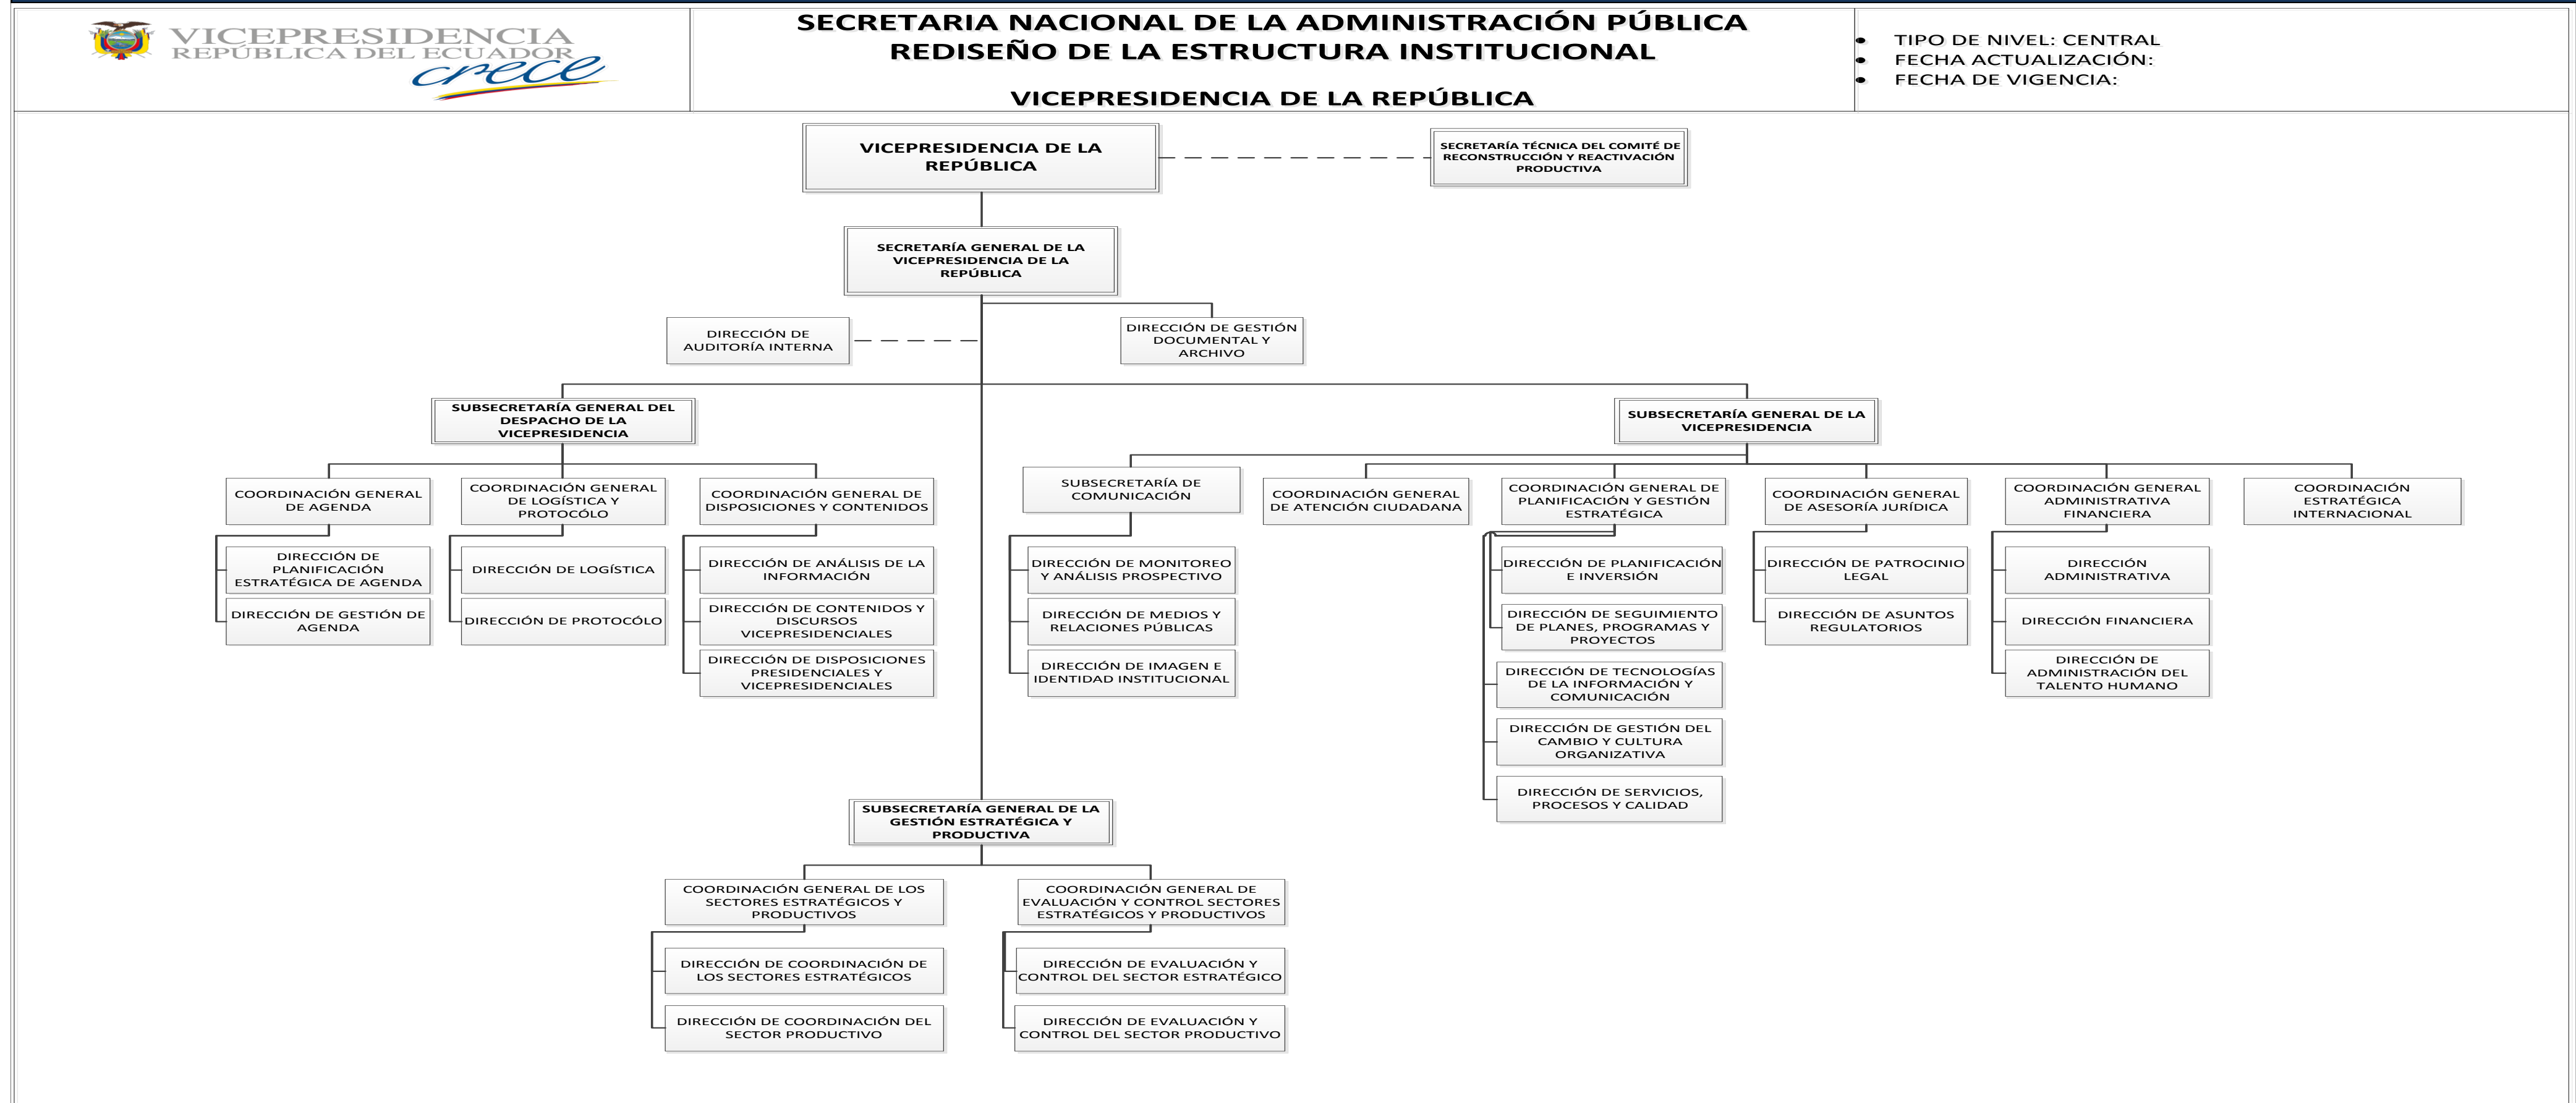 VICEPRESIDENCIA
REPÚBLICA DEL ECUADOR
crece
SECRETARIA NACIONAL DE LA ADMINISTRACIÓN PÚBLICA
REDISEÑO DE LA ESTRUCTURA INSTITUCIONAL
VICEPRESIDENCIA DE LA REPÚBLICA
• TIPO DE NIVEL: CENTRAL
• FECHA ACTUALIZACIÓN:
• FECHA DE VIGENCIA:
VICEPRESIDENCIA DE LA
REPÚBLICA
SECRETARÍA TÉCNICA DEL COMITÉ DE
RECONSTRUCCIÓN Y REACTIVACIÓN
PRODUCTIVA
SECRETARÍA GENERAL DE LA
VICEPRESIDENCIA DE LA
REPÚBLICA
DIRECCIÓN DE
AUDITORÍA INTERNA
DIRECCIÓN DE GESTIÓN
DOCUMENTAL Y
ARCHIVO
SUBSECRETARÍA GENERAL DEL
DESPACHO DE LA
VICEPRESIDENCIA
SUBSECRETARÍA GENERAL DE LA
VICEPRESIDENCIA
COORDINACIÓN GENERAL
DE AGENDA
COORDINACIÓN GENERAL
DE LOGÍSTICA Y
PROTOCÓLO
COORDINACIÓN GENERAL DE
DISPOSICIONES Y CONTENIDOS
SUBSECRETARÍA DE
COMUNICACIÓN
COORDINACIÓN GENERAL
DE ATENCIÓN CIUDADANA
COORDINACIÓN GENERAL DE
PLANIFICACIÓN Y GESTIÓN
ESTRATÉGICA
COORDINACIÓN GENERAL
DE ASESORÍA JURÍDICA
COORDINACIÓN GENERAL
ADMINISTRATIVA
FINANCIERA
COORDINACIÓN
ESTRATÉGICA
INTERNACIONAL
DIRECCIÓN DE
PLANIFICACIÓN
ESTRATÉGICA DE AGENDA
DIRECCIÓN DE GESTIÓN DE
AGENDA
DIRECCIÓN DE LOGÍSTICA
DIRECCIÓN DE PROTOCÓLO
DIRECCIÓN DE ANÁLISIS DE LA
INFORMACIÓN
DIRECCIÓN DE CONTENIDOS Y
DISCURSOS
VICEPRESIDENCIALES
DIRECCIÓN DE DISPOSICIONES
PRESIDENCIALES Y
VICEPRESIDENCIALES
DIRECCIÓN DE MONITOREO
Y ANÁLISIS PROSPECTIVO
DIRECCIÓN DE MEDIOS Y
RELACIONES PÚBLICAS
DIRECCIÓN DE IMAGEN E
IDENTIDAD INSTITUCIONAL
DIRECCIÓN DE PLANIFICACIÓN
E INVERSIÓN
DIRECCIÓN DE SEGUIMIENTO
DE PLANES, PROGRAMAS Y
PROYECTOS
DIRECCIÓN DE TECNOLOGÍAS
DE LA INFORMACIÓN Y
COMUNICACIÓN
DIRECCIÓN DE GESTIÓN DEL
CAMBIO Y CULTURA
ORGANIZATIVA
DIRECCIÓN DE SERVICIOS,
PROCESOS Y CALIDAD
DIRECCIÓN DE PATROCINIO
LEGAL
DIRECCIÓN DE ASUNTOS
REGULATORIOS
DIRECCIÓN
ADMINISTRATIVA
DIRECCIÓN FINANCIERA
DIRECCIÓN DE
ADMINISTRACIÓN DEL
TALENTO HUMANO
SUBSECRETARÍA GENERAL DE LA
GESTIÓN ESTRATÉGICA Y
PRODUCTIVA
COORDINACIÓN GENERAL DE LOS
SECTORES ESTRATÉGICOS Y
PRODUCTIVOS
COORDINACIÓN GENERAL DE
EVALUACIÓN Y CONTROL SECTORES
ESTRATÉGICOS Y PRODUCTIVOS
DIRECCIÓN DE COORDINACIÓN DE
LOS SECTORES ESTRATÉGICOS
DIRECCIÓN DE COORDINACIÓN DEL
SECTOR PRODUCTIVO
DIRECCIÓN DE EVALUACIÓN Y
CONTROL DEL SECTOR ESTRATÉGICO
DIRECCIÓN DE EVALUACIÓN Y
CONTROL DEL SECTOR PRODUCTIVO